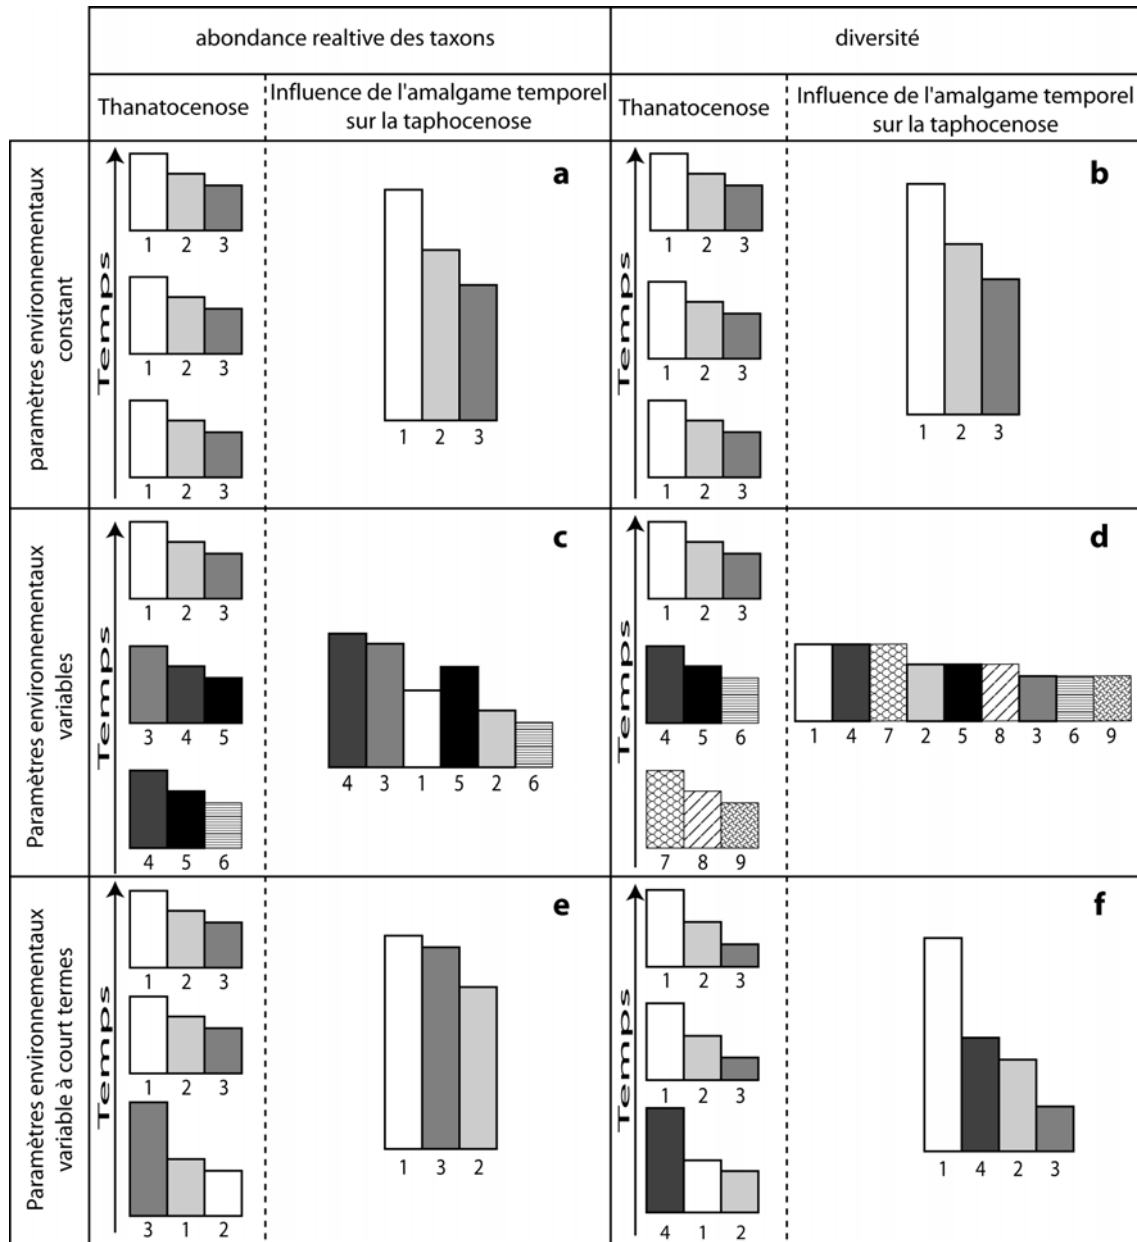 abondance realtive des taxons
diversité
Thanatocenose
Influence de l'amalgame temporel
sur la taphocenose
Thanatocenose
Influence de l'amalgame temporel
sur la taphocenose
paramètres environnementaux
constant
Temps
1 2 3
1 2 3
1 2 3
a
1 2 3
Temps
1 2 3
1 2 3
1 2 3
b
1 2 3
Paramètres environnementaux
variables
Temps
1 2 3
3 4 5
4 5 6
c
4 3 1 5 2 6
Temps
1 2 3
4 5 6
7 8 9
d
1 4 7 2 5 8 3 6 9
Paramètres environnementaux
variable à court termes
Temps
1 2 3
1 2 3
3 1 2
e
1 3 2
Temps
1 2 3
1 2 3
4 1 2
f
1 4 2 3